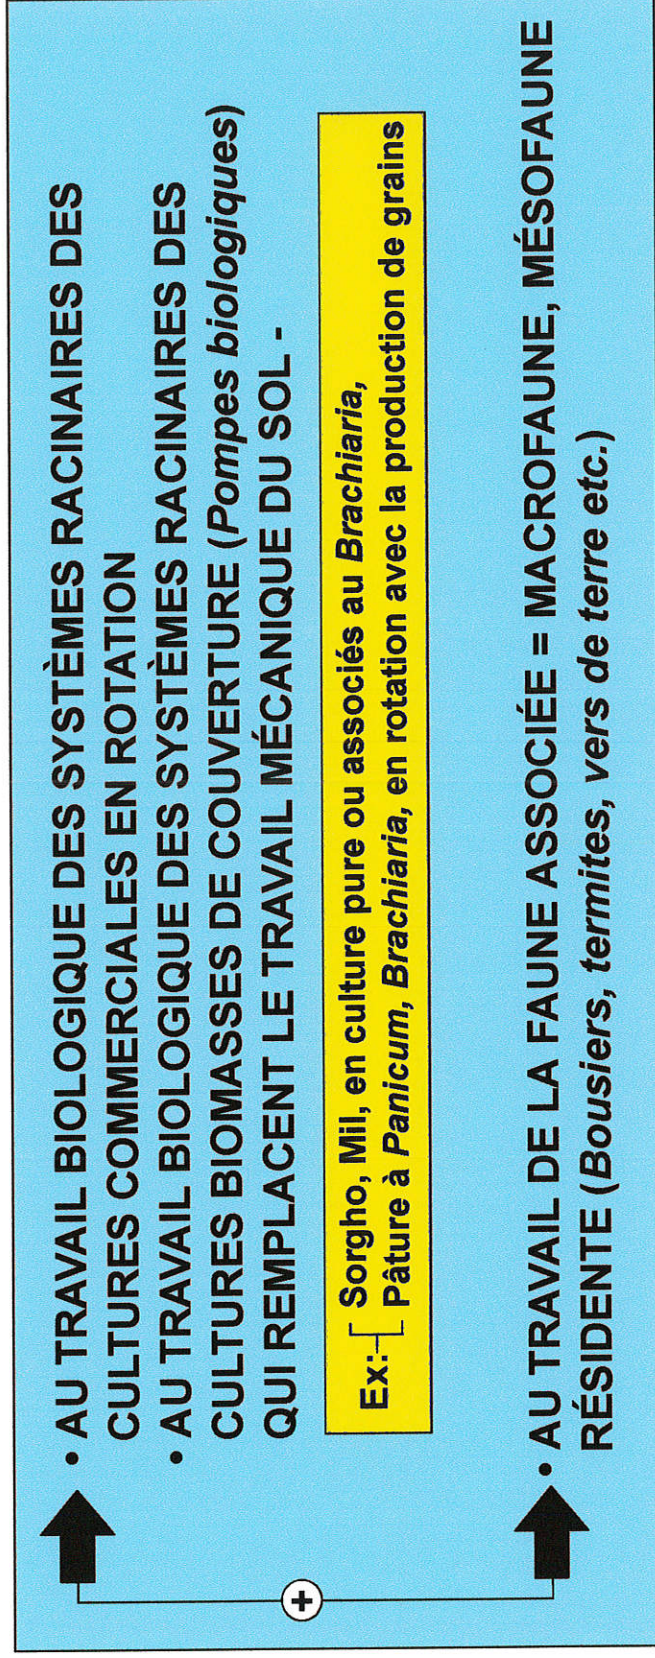 • AU TRAVAIL BIOLOGIQUE DES SYSTÈMES RACINAIRES DES
CULTURES COMMERCIALES EN ROTATION
• AU TRAVAIL BIOLOGIQUE DES SYSTÈMES RACINAIRES DES
CULTURES BIOMASSES DE COUVERTURE (Pompes biologiques)
QUI REMPLACENT LE TRAVAIL MÉCANIQUE DU SOL -
Ex: Sorgho, Mil, en culture pure ou associés au Brachiaria,
Pâture à Panicum, Brachiaria, en rotation avec la production de grains
+
• AU TRAVAIL DE LA FAUNE ASSOCIÉE = MACROFAUNE, MÉSOFAUNE
RÉSIDENTE (Bousiers, termites, vers de terre etc.)